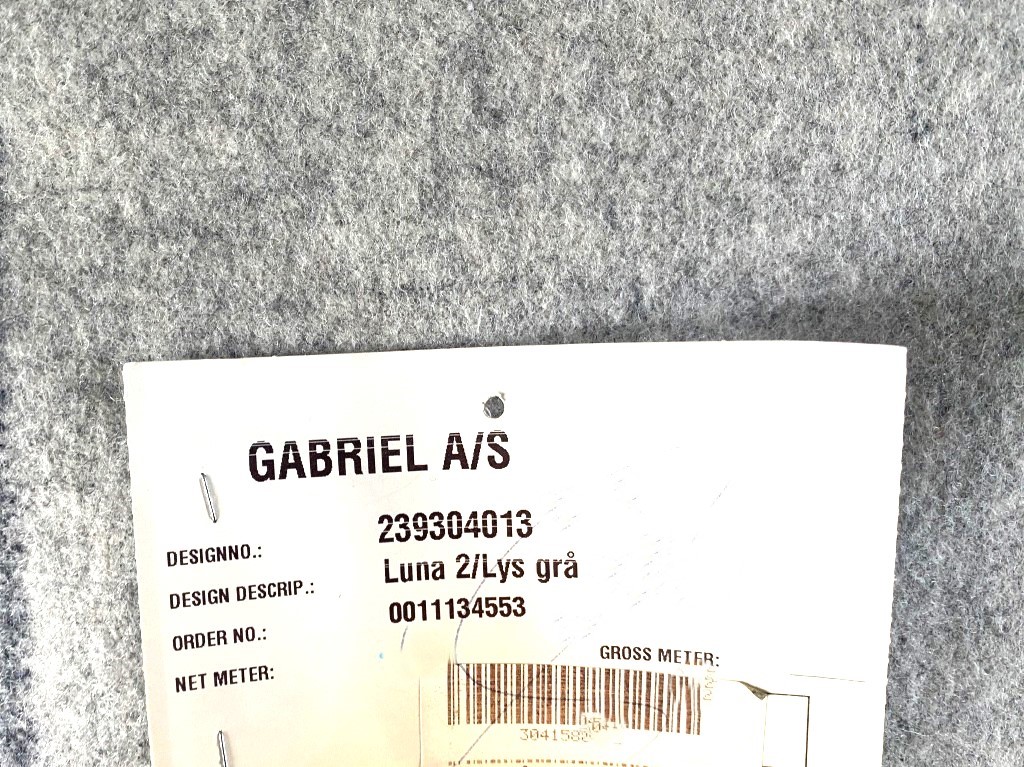 GABRIEL A/S
DESIGNNO.: 239304013
DESIGN DESCRIP.: Luna 2/Lys grå
ORDER NO.: 0011134553
NET METER:
GROSS METER: